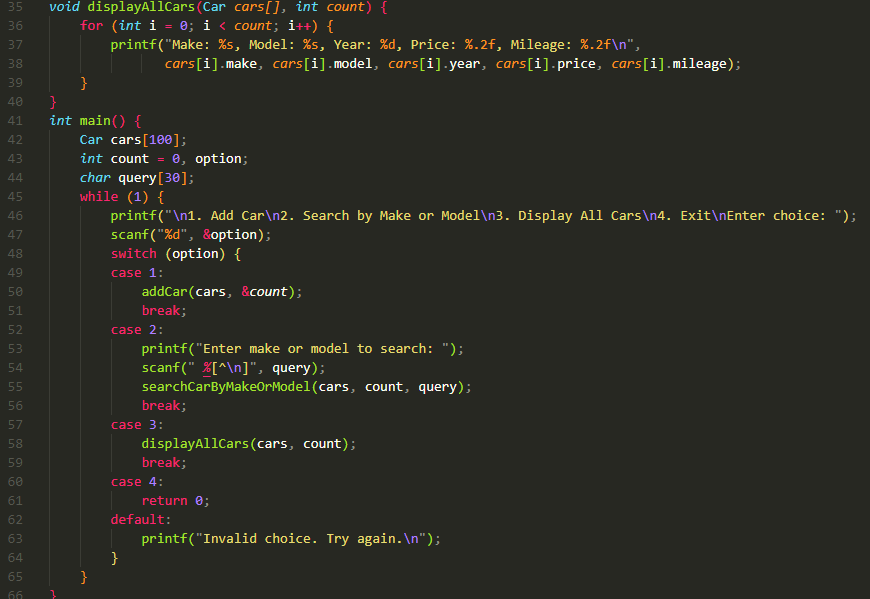 35 void displayAllCars(Car cars[], int count) {
36     for (int i = 0; i < count; i++) {
37         printf("Make: %s, Model: %s, Year: %d, Price: %.2f, Mileage: %.2f\n",
38                cars[i].make, cars[i].model, cars[i].year, cars[i].price, cars[i].mileage);
39     }
40 }
41 int main() {
42     Car cars[100];
43     int count = 0, option;
44     char query[30];
45     while (1) {
46         printf("\n1. Add Car\n2. Search by Make or Model\n3. Display All Cars\n4. Exit\nEnter choice: ");
47         scanf("%d", &option);
48         switch (option) {
49         case 1:
50             addCar(cars, &count);
51             break;
52         case 2:
53             printf("Enter make or model to search: ");
54             scanf(" %[^\n]", query);
55             searchCarByMakeOrModel(cars, count, query);
56             break;
57         case 3:
58             displayAllCars(cars, count);
59             break;
60         case 4:
61             return 0;
62         default:
63             printf("Invalid choice. Try again.\n");
64         }
65     }
66 }